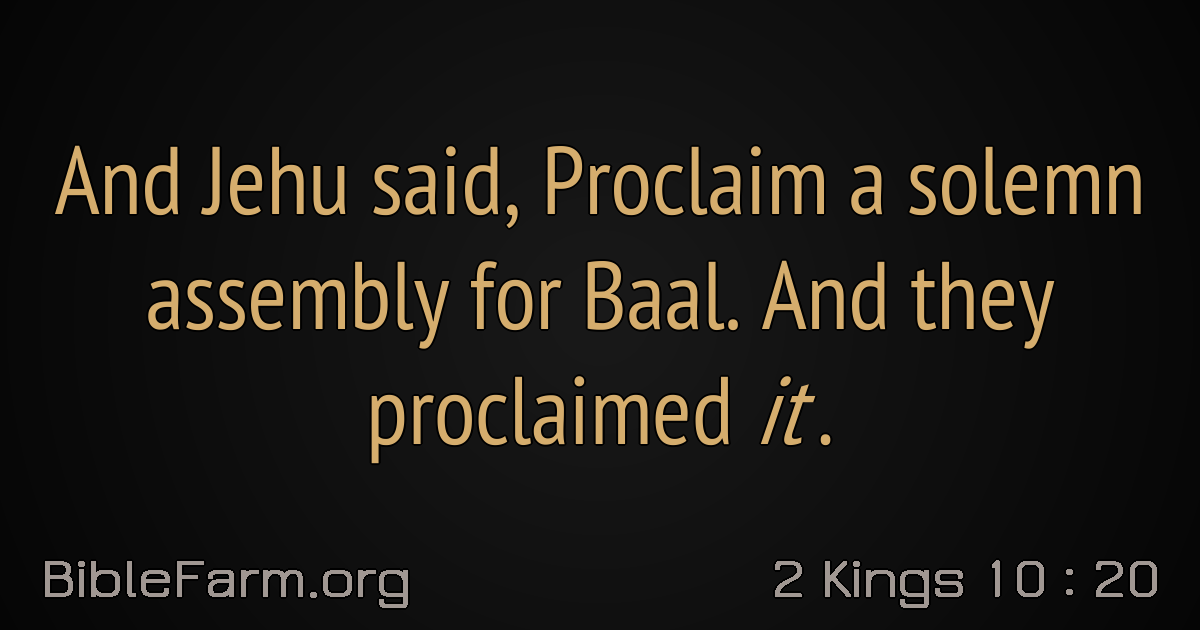 And Jehu said, Proclaim a solemn
assembly for Baal. And they
proclaimed it.
BibleFarm.org
2 Kings 10 : 20